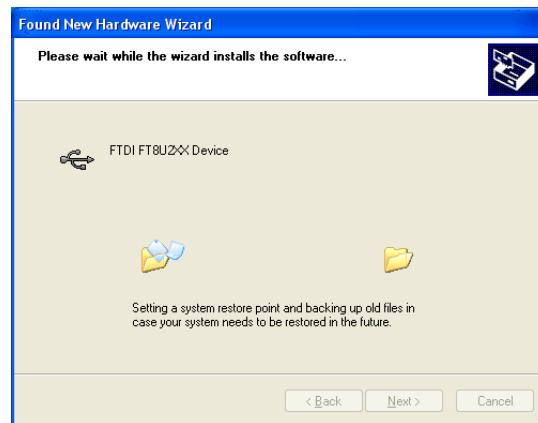 Found New Hardware Wizard
Please wait while the wizard installs the software...
FTDI FT8U2XX Device
Setting a system restore point and backing up old files in
case your system needs to be restored in the future.
< Back
Next >
Cancel